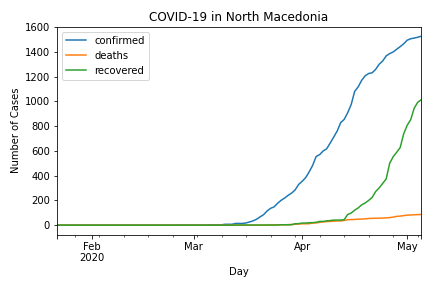 COVID-19 in North Macedonia
confirmed
deaths
recovered
Number of Cases
1600
1400
1200
1000
800
600
400
200
0
Feb
2020
Mar
Apr
May
Day